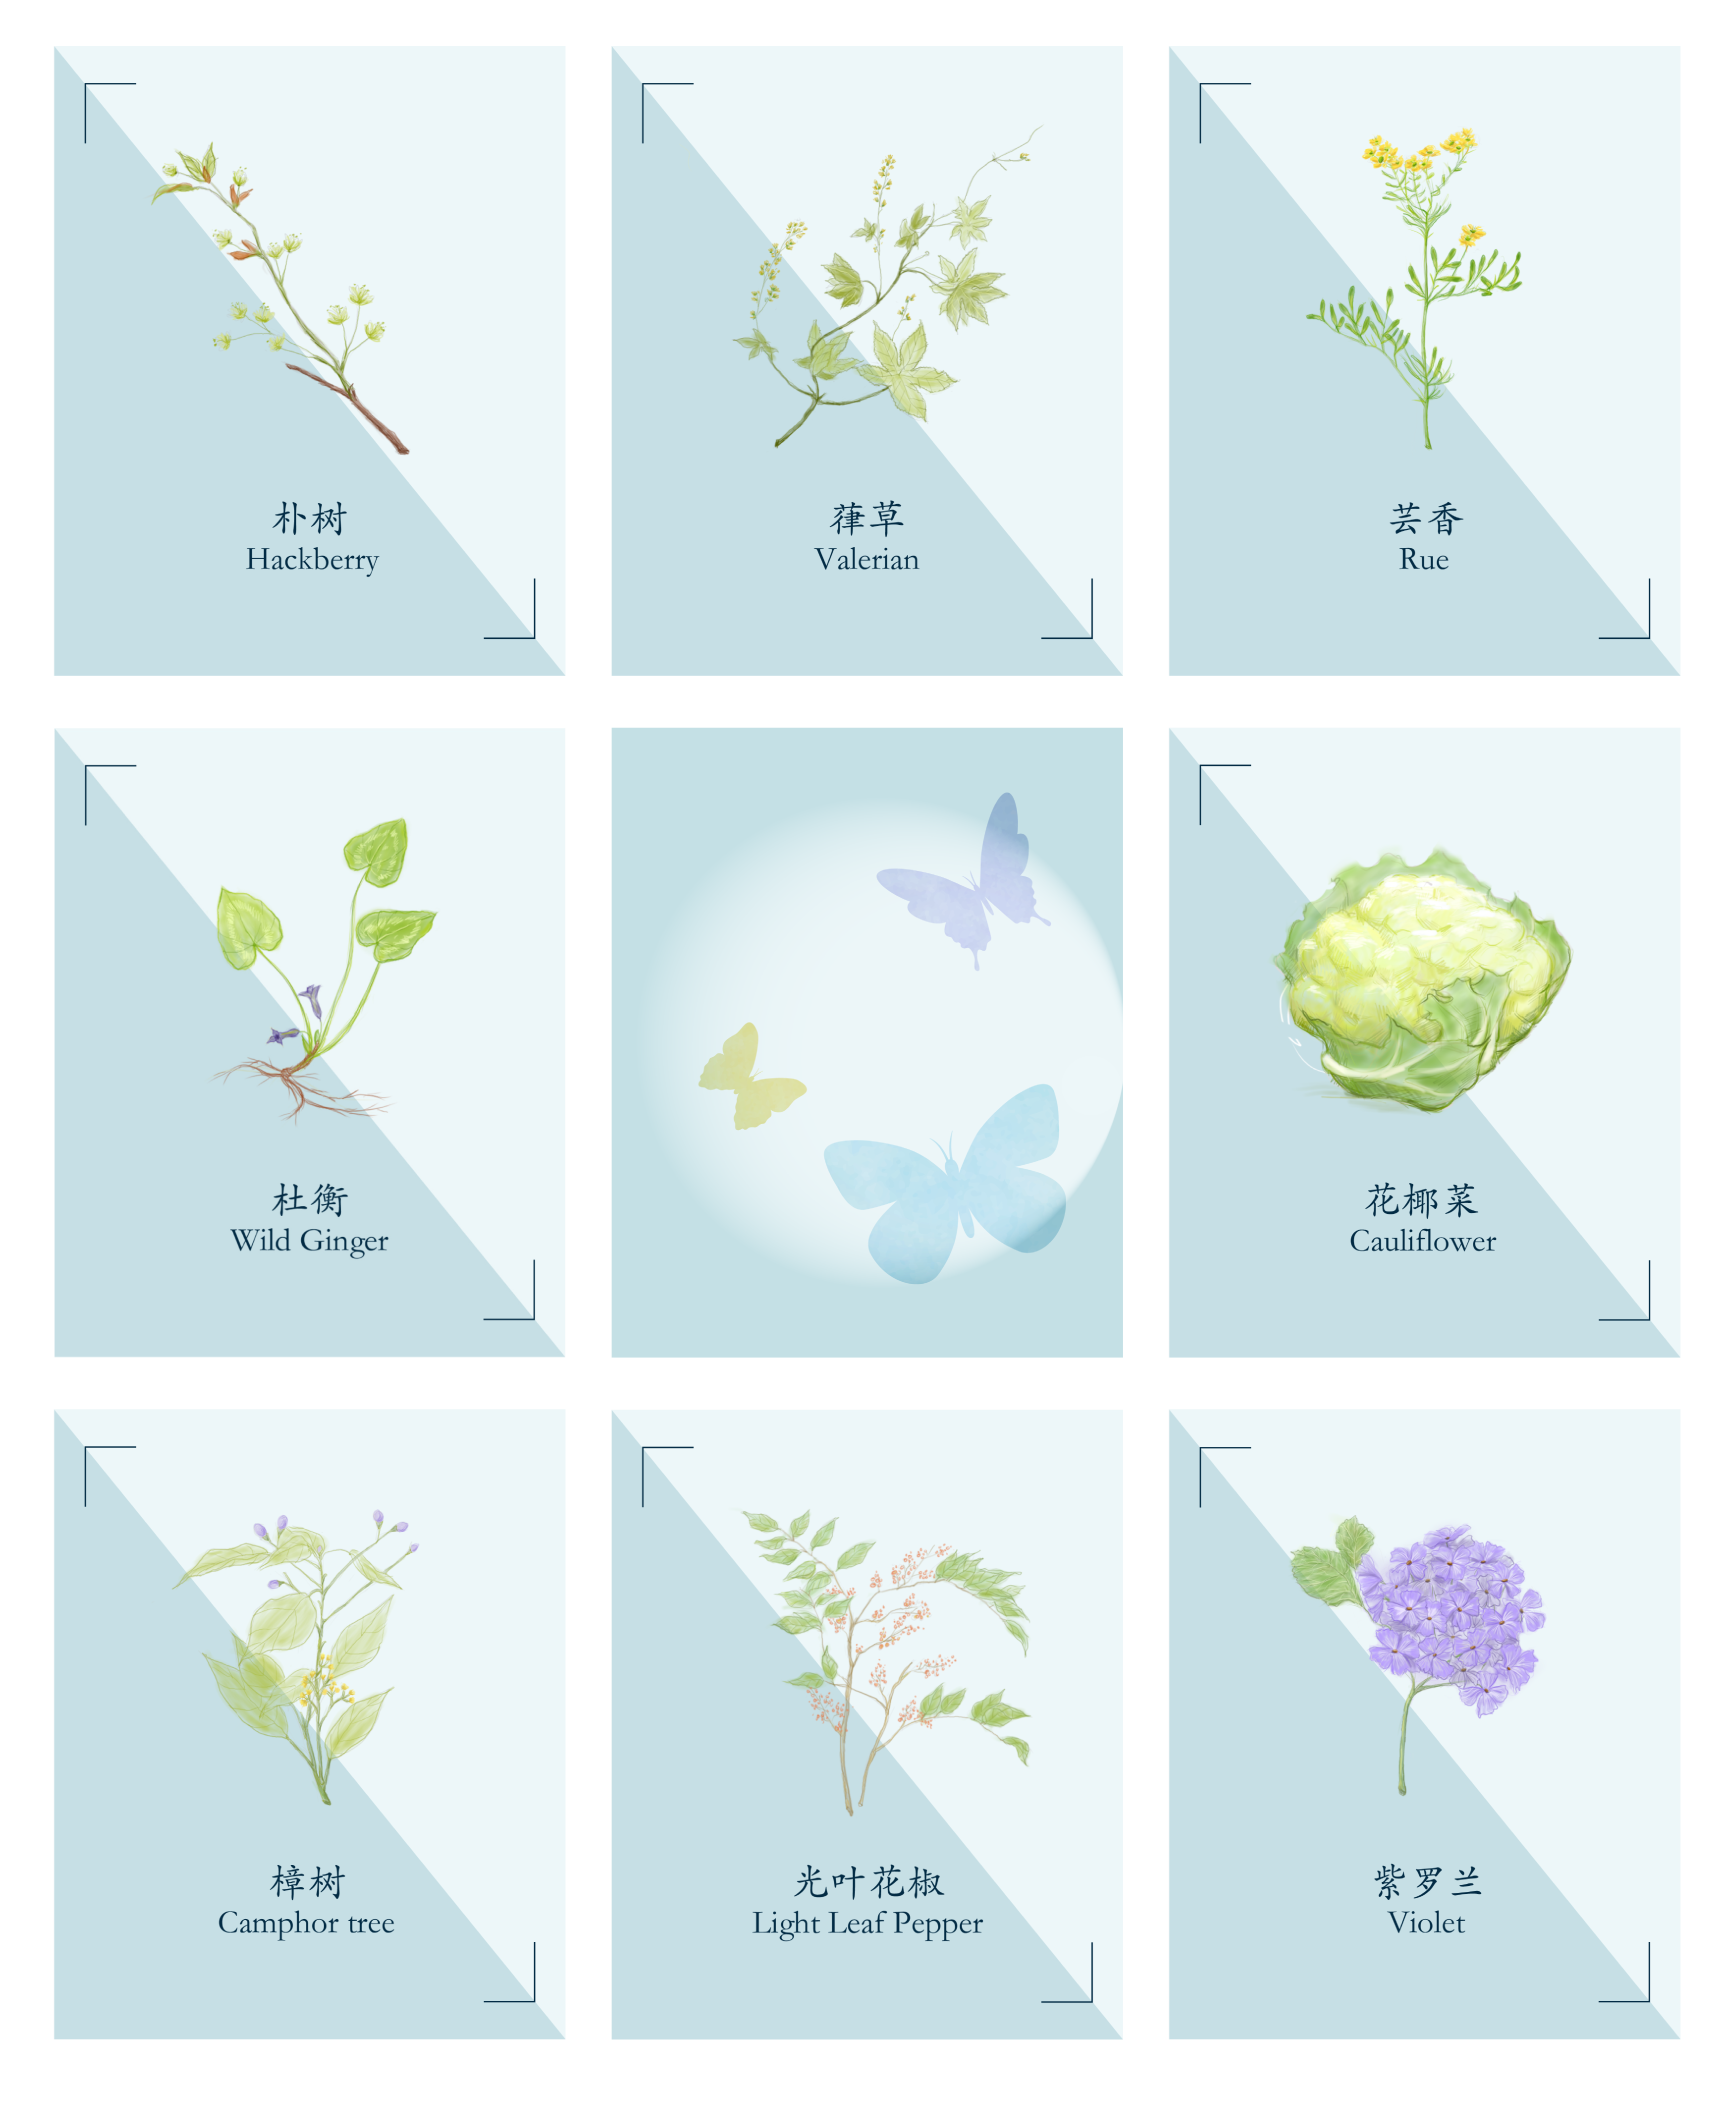 朴树
Hackberry
葎草
Valerian
芸香
Rue
杜衡
Wild Ginger
花椰菜
Cauliflower
樟树
Camphor tree
光叶花椒
Light Leaf Pepper
紫罗兰
Violet